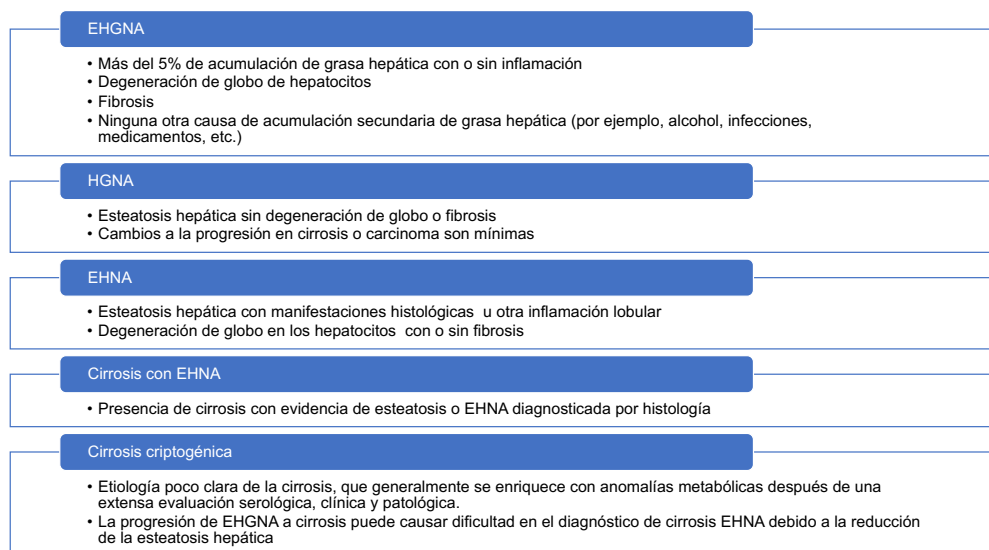 EHGNA
• Más del 5% de acumulación de grasa hepática con o sin inflamación
• Degeneración de globo de hepatocitos
• Fibrosis
• Ninguna otra causa de acumulación secundaria de grasa hepática (por ejemplo, alcohol, infecciones,
medicamentos, etc.)
HGNA
• Esteatosis hepática sin degeneración de globo o fibrosis
• Cambios a la progresión en cirrosis o carcinoma son mínimas
EHNA
• Esteatosis hepática con manifestaciones histológicas u otra inflamación lobular
• Degeneración de globo en los hepatocitos con o sin fibrosis
Cirrosis con EHNA
• Presencia de cirrosis con evidencia de esteatosis o EHNA diagnosticada por histología
Cirrosis criptogénica
• Etiología poco clara de la cirrosis, que generalmente se enriquece con anomalías metabólicas después de una
extensa evaluación serológica, clínica y patológica.
• La progresión de EHGNA a cirrosis puede causar dificultad en el diagnóstico de cirrosis EHNA debido a la reducción
de la esteatosis hepática